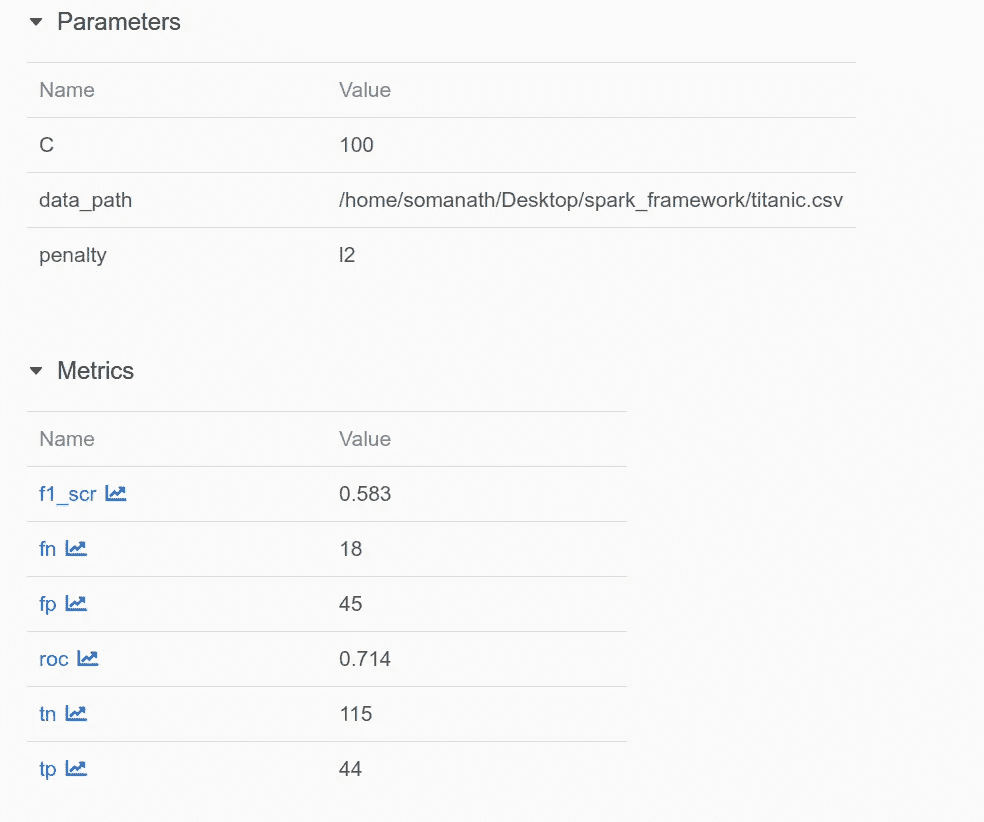 Parameters
Name Value
C 100
data_path /home/somanath/Desktop/spark_framework/titanic.csv
penalty l2
Metrics
Name Value
f1_scr 0.583
fn 18
fp 45
roc 0.714
tn 115
tp 44